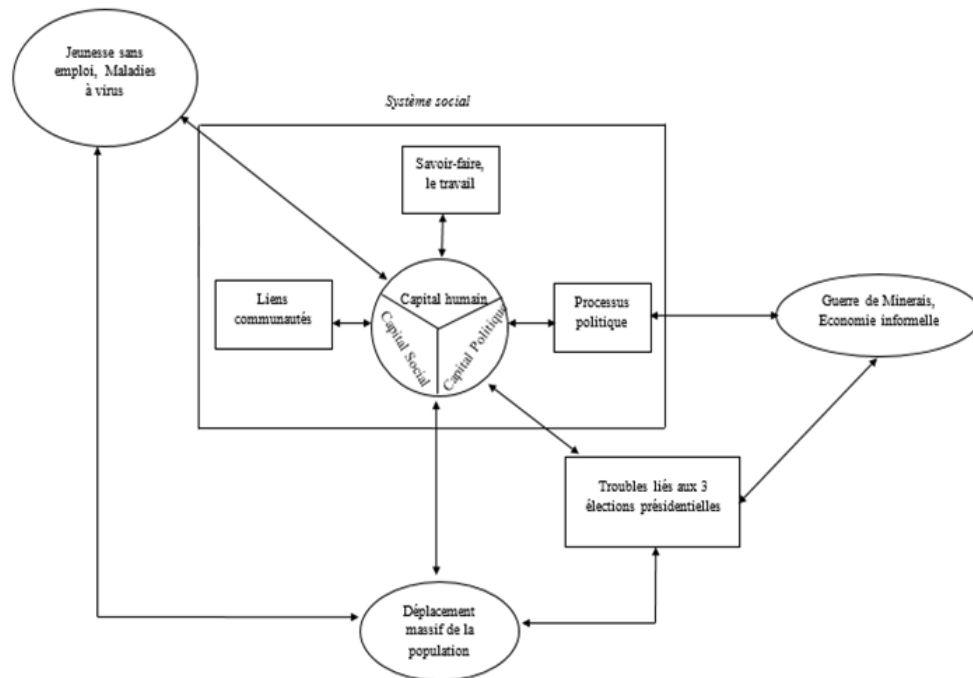 Jeunesse sans
emploi, Maladies
à virus
Système social
Savoir-faire,
le travail
Liens
communautés
Capital humain
Capital Social
Capital Politique
Processus
politique
Guerre de Minerais,
Economie informelle
Troubles liés aux 3
élections présidentielles
Déplacement
massif de la
population